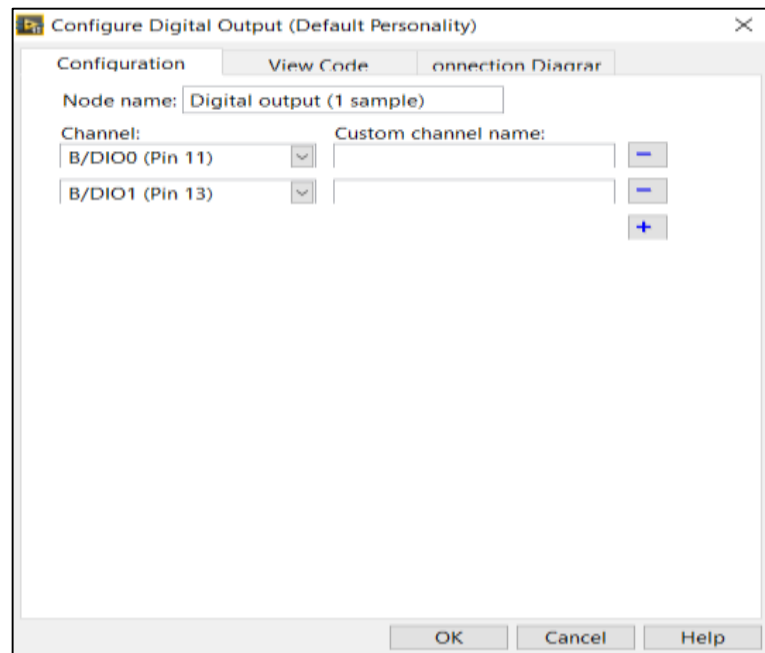 Configure Digital Output (Default Personality)
Configuration View Code onnection Diagrar
Node name: Digital output (1 sample)
Channel: Custom channel name:
B/DIO0 (Pin 11)
B/DIO1 (Pin 13)
OK Cancel Help